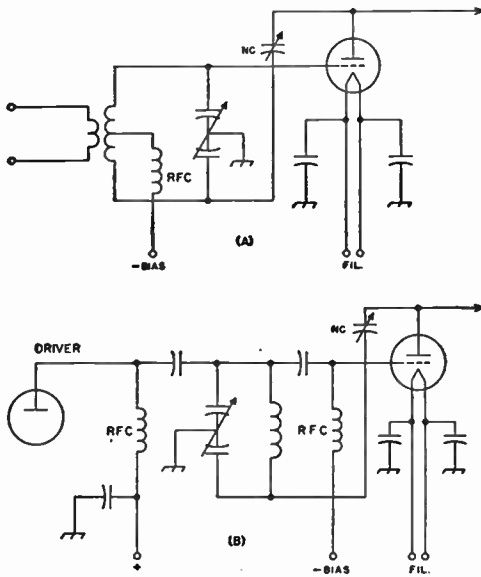 NC
RFC
(A)
—BIAS
FIL.
DRIVER
NC
RFC
RFC
(B)
+
—BIAS
FIL.